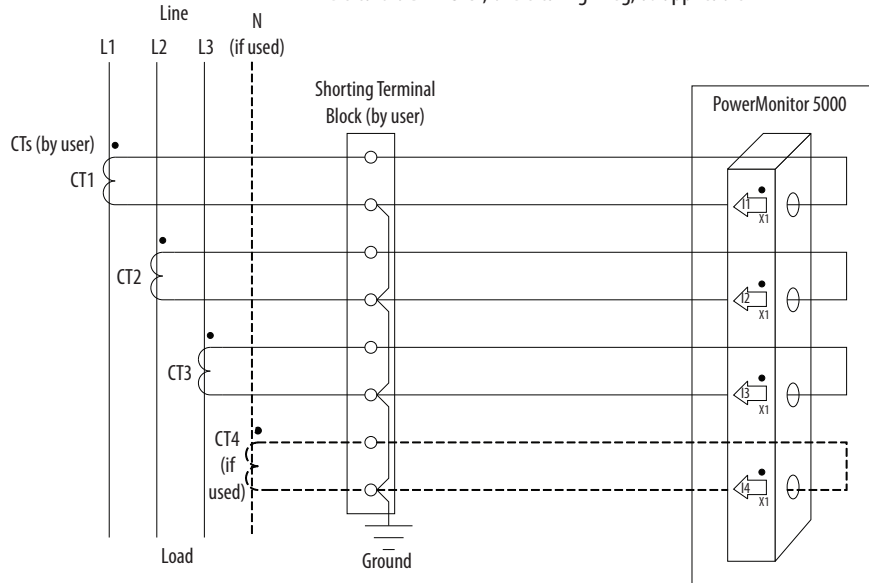 Line
N
L1 L2 L3 (if used)
Shorting Terminal
Block (by user)
PowerMonitor 5000
CTs (by user)
CT1
I1
X1
CT2
I2
X1
CT3
I3
X1
CT4
(if
used)
I4
X1
Load
Ground